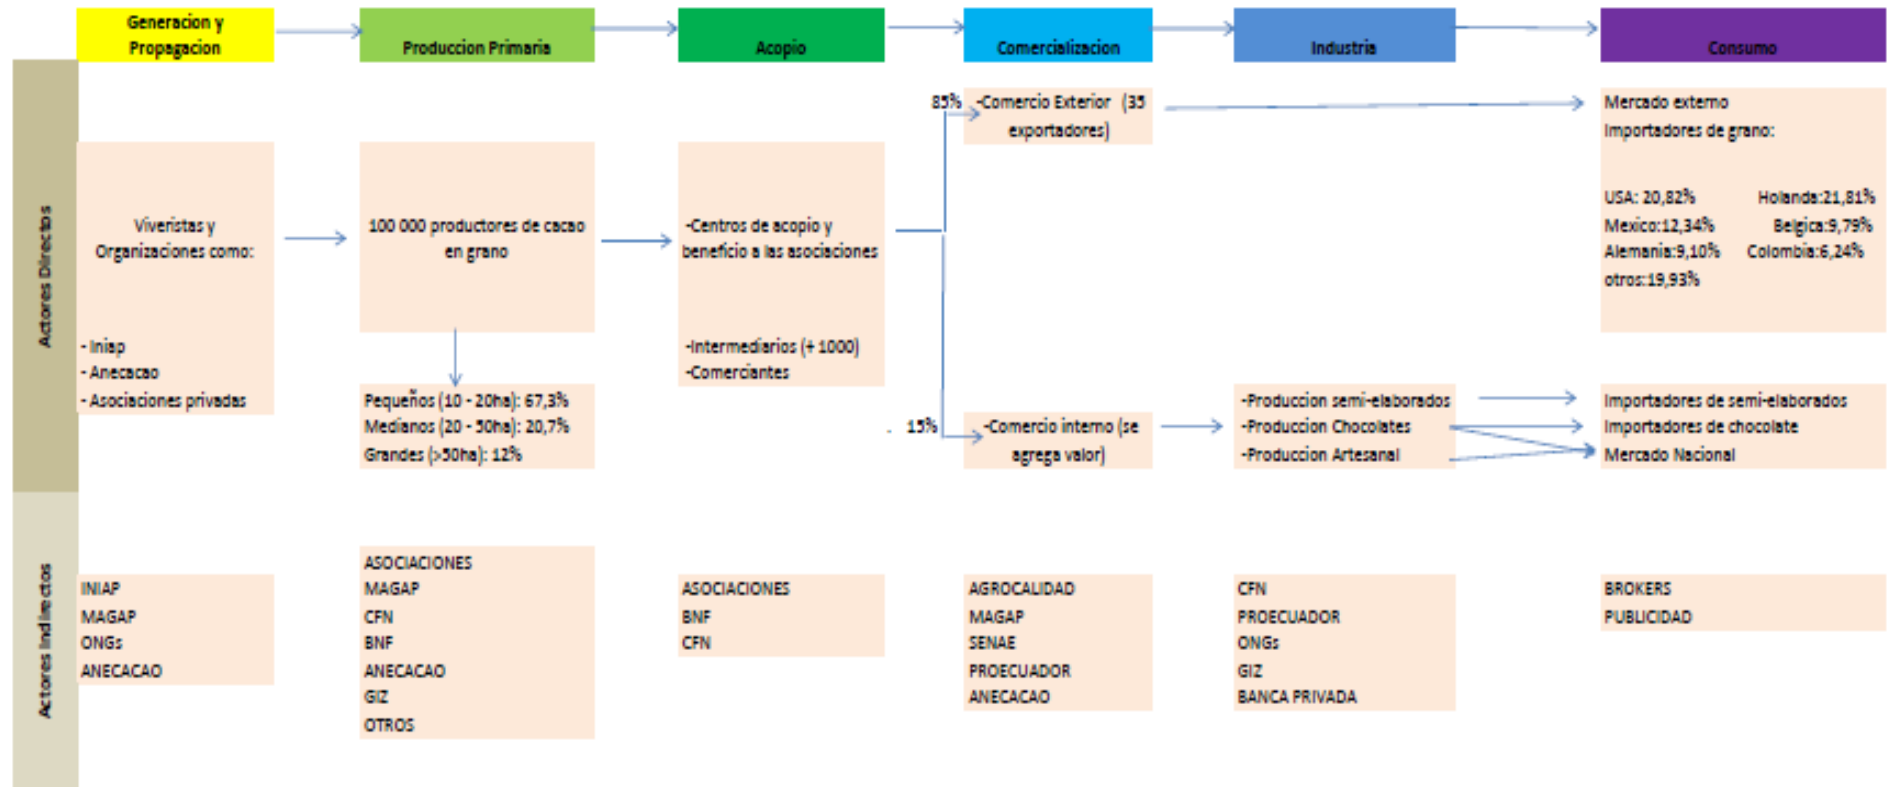 Generacion y
Propagacion
Produccion Primaria
Acopio
Comercializacion
Industria
Consumo
Actores Directos
Viveristas y
Organizaciones como:
- Iniap
- Anecacao
- Asociaciones privadas
100 000 productores de cacao
en grano
Pequeños (10 - 20ha): 67,3%
Medianos (20 - 50ha): 20,7%
Grandes (>50ha): 12%
-Centros de acopio y
beneficio a las asociaciones
-Intermediarios (+ 1000)
-Comerciantes
85%
-Comercio Exterior (35
exportadores)
. 15%
-Comercio interno (se
agrega valor)
-Produccion semi-elaborados
-Produccion Chocolates
-Produccion Artesanal
Mercado externo
Importadores de grano:
USA: 20,82% Holanda:21,81%
Mexico:12,34% Belgica:9,79%
Alemania:9,10% Colombia:6,24%
otros:19,93%
Importadores de semi-elaborados
Importadores de chocolate
Mercado Nacional
Actores Indirectos
INIAP
MAGAP
ONGs
ANECACAO
ASOCIACIONES
MAGAP
CFN
BNF
ANECACAO
GIZ
OTROS
ASOCIACIONES
BNF
CFN
AGROCALIDAD
MAGAP
SENAE
PROECUADOR
ANECACAO
CFN
PROECUADOR
ONGs
GIZ
BANCA PRIVADA
BROKERS
PUBLICIDAD